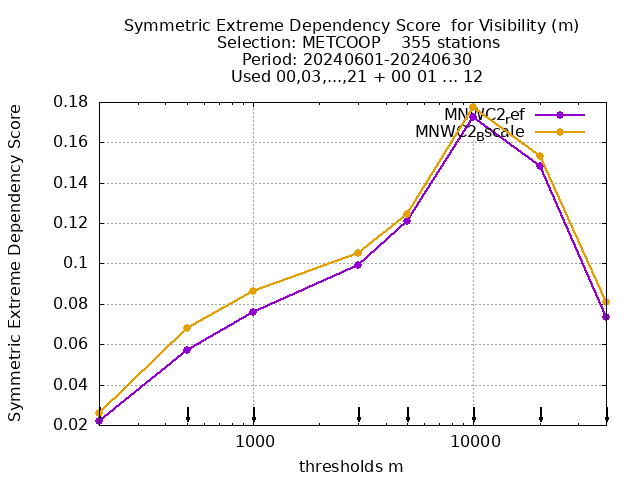 Symmetric Extreme Dependency Score  for Visibility (m)
Selection: METCOOP    355 stations
Period: 20240601-20240630
Used 00,03,...,21 + 00 01 ... 12
Symmetric Extreme Dependency Score
0.18
0.16
0.14
0.12
0.1
0.08
0.06
0.04
0.02
MNWC2ref
MNWC2Bscale
1000
10000
thresholds m